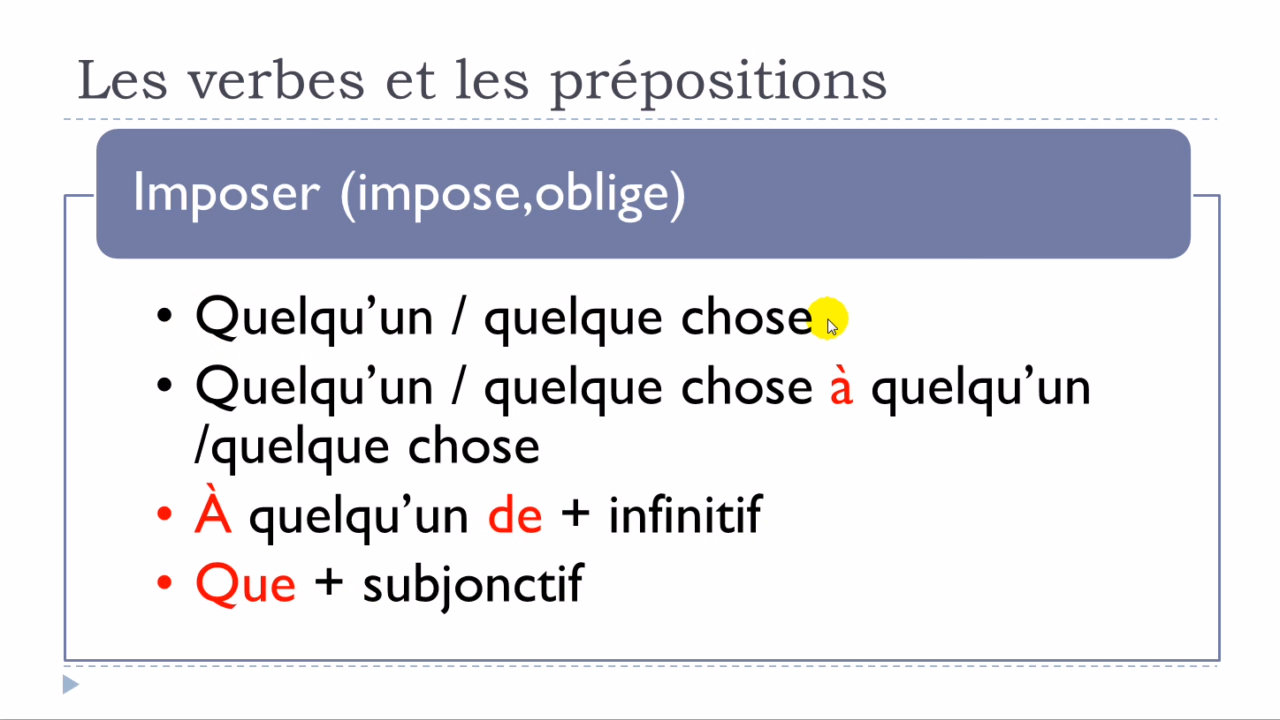 Les verbes et les prépositions
Imposer (impose,oblige)
• Quelqu’un / quelque chose
• Quelqu’un / quelque chose à quelqu’un
/quelque chose
• À quelqu’un de + infinitif
• Que + subjonctif